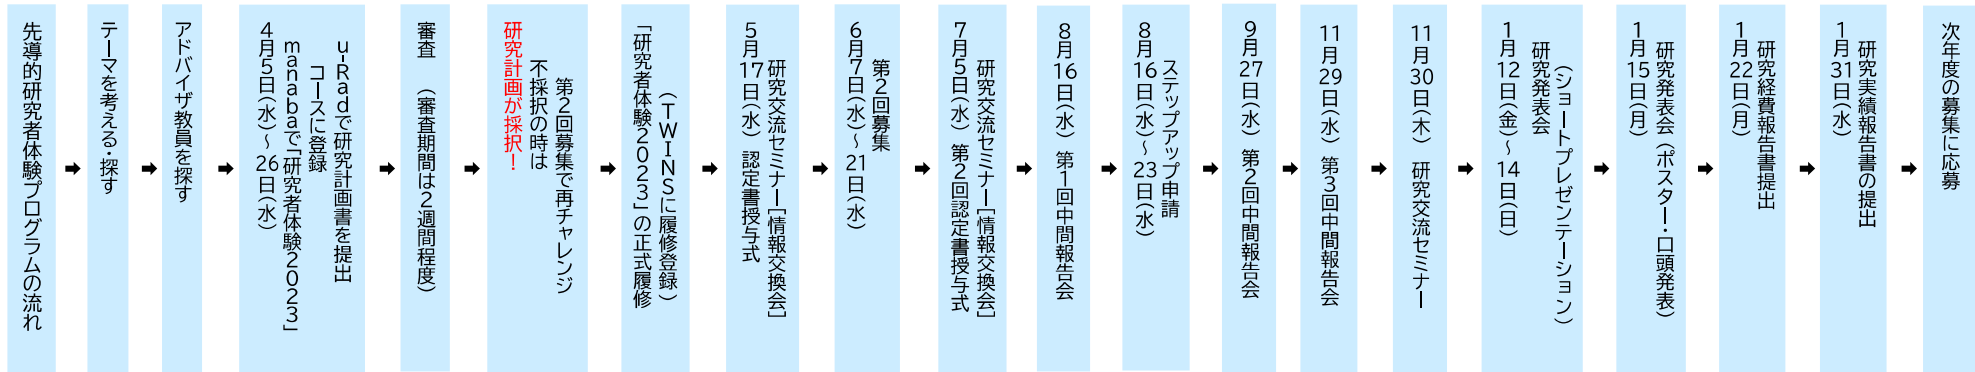 先導的研究者体験プログラムの流れ
テーマを考える・探す
アドバイザ教員を探す
4月5日(水)～26日(水)
manabaで「研究者体験2023」
コースに登録
u-Radで研究計画書を提出
審査　（審査期間は2週間程度）
研究計画が採択！
不採択の時は
第2回募集で再チャレンジ
「研究者体験2023」の正式履修
（TWINSに履修登録）
5月17日(水) 認定書授与式
研究交流セミナー[情報交換会]
6月7日(水)～21日(水)
第2回募集
7月5日(水) 第2回認定書授与式
研究交流セミナー[情報交換会]
8月16日(水) 第1回中間報告会
8月16日(水)～23日(水)
ステップアップ申請
9月27日(水) 第2回中間報告会
11月29日(水) 第3回中間報告会
11月30日(木) 研究交流セミナー
1月12日(金)～14日(日)
研究発表会
（ショートプレゼンテーション）
1月15日(月)
研究発表会（ポスター・口頭発表）
1月22日(月)
研究経費報告書提出
1月31日(水)
研究実績報告書の提出
次年度の募集に応募